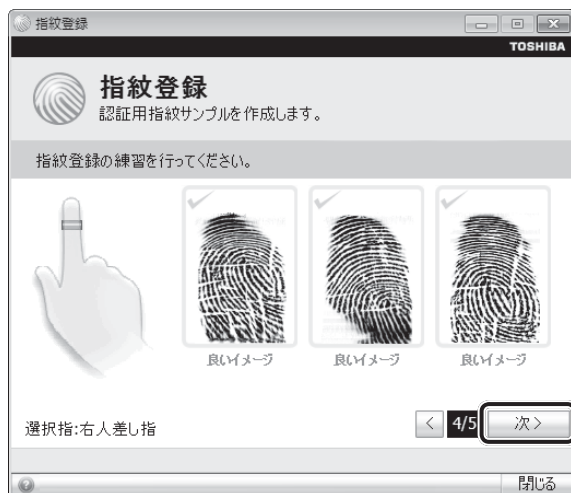 指紋登録
TOSHIBA
指紋登録
認証用指紋サンプルを作成します。
指紋登録の練習を行ってください。
良いイメージ 良いイメージ 良いイメージ
選択指:右人差し指
< 4/5 次 >
閉じる